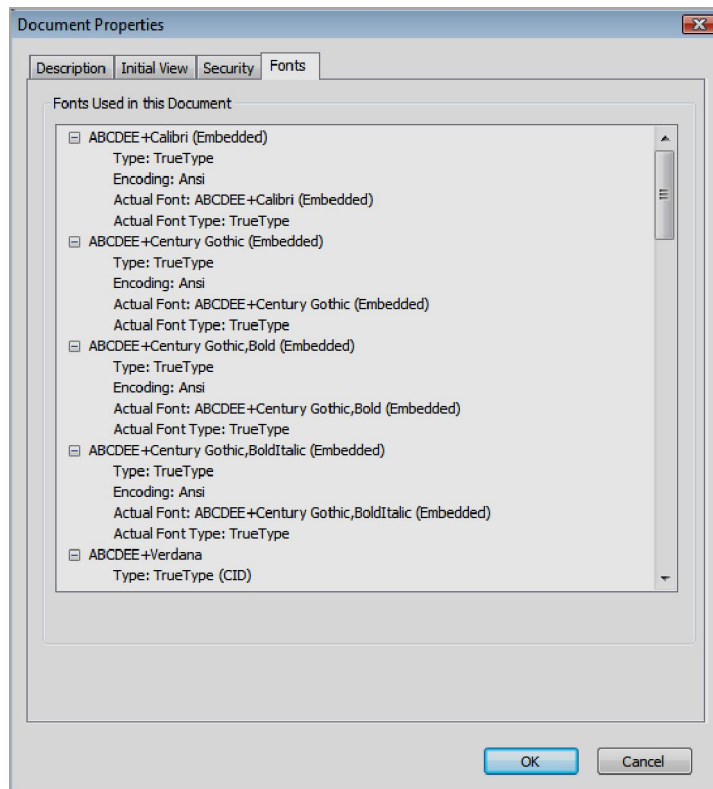 Document Properties
Description Initial View Security Fonts
Fonts Used in this Document
ABCDEE+Calibri (Embedded)
Type: TrueType
Encoding: Ansi
Actual Font: ABCDEE+Calibri (Embedded)
Actual Font Type: TrueType
ABCDEE+Century Gothic (Embedded)
Type: TrueType
Encoding: Ansi
Actual Font: ABCDEE+Century Gothic (Embedded)
Actual Font Type: TrueType
ABCDEE+Century Gothic,Bold (Embedded)
Type: TrueType
Encoding: Ansi
Actual Font: ABCDEE+Century Gothic,Bold (Embedded)
Actual Font Type: TrueType
ABCDEE+Century Gothic,BoldItalic (Embedded)
Type: TrueType
Encoding: Ansi
Actual Font: ABCDEE+Century Gothic,BoldItalic (Embedded)
Actual Font Type: TrueType
ABCDEE+Verdana
Type: TrueType (CID)
OK Cancel